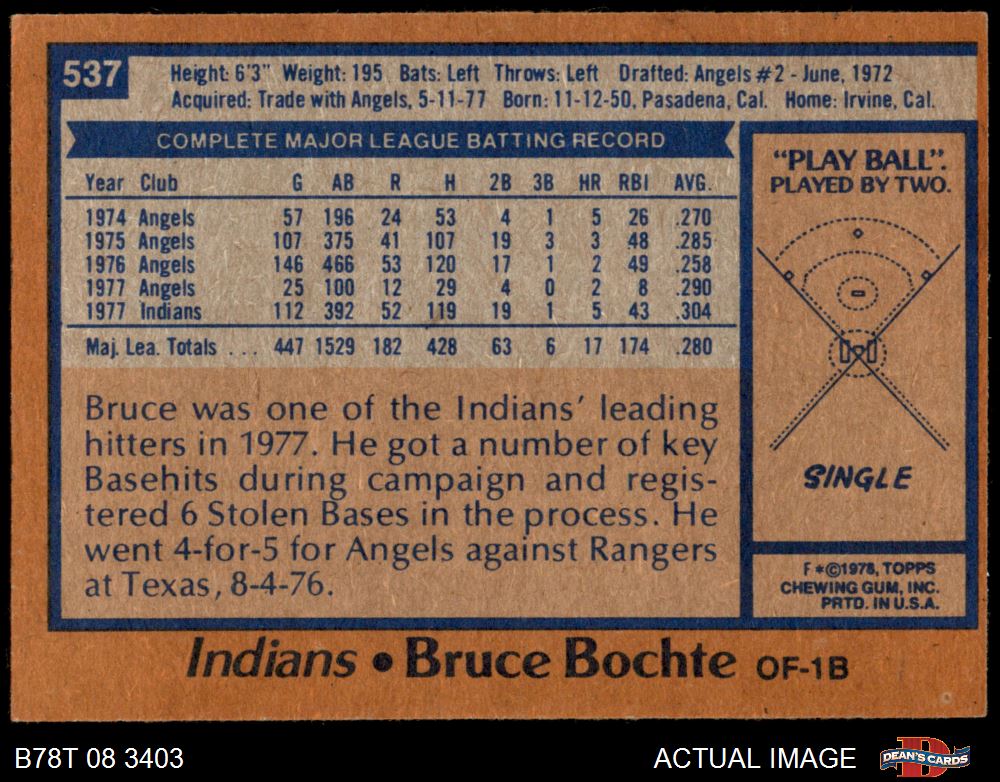 537
Height: 6'3" Weight: 195 Bats: Left Throws: Left Drafted: Angels #2 - June, 1972
Acquired: Trade with Angels, 5-11-77 Born: 11-12-50, Pasadena, Cal. Home: Irvine, Cal.
COMPLETE MAJOR LEAGUE BATTING RECORD
Year Club G AB R H 2B 3B HR RBI AVG.
1974 Angels 57 196 24 53 4 1 5 26 .270
1975 Angels 107 375 41 107 19 3 3 48 .285
1976 Angels 146 466 53 120 17 1 2 49 .258
1977 Angels 25 100 12 29 4 0 2 8 .290
1977 Indians 112 392 52 119 19 1 5 43 .304
Maj. Lea. Totals ... 447 1529 182 428 63 6 17 174 .280
Bruce was one of the Indians' leading
hitters in 1977. He got a number of key
Basehits during campaign and regis-
tered 6 Stolen Bases in the process. He
went 4-for-5 for Angels against Rangers
at Texas, 8-4-76.
"PLAY BALL".
PLAYED BY TWO.
SINGLE
F*©1978, TOPPS
CHEWING GUM, INC.
PRTD. IN U.S.A.
Indians • Bruce Bochte OF-1B
B78T 08 3403
ACTUAL IMAGE
DEAN'S CARDS